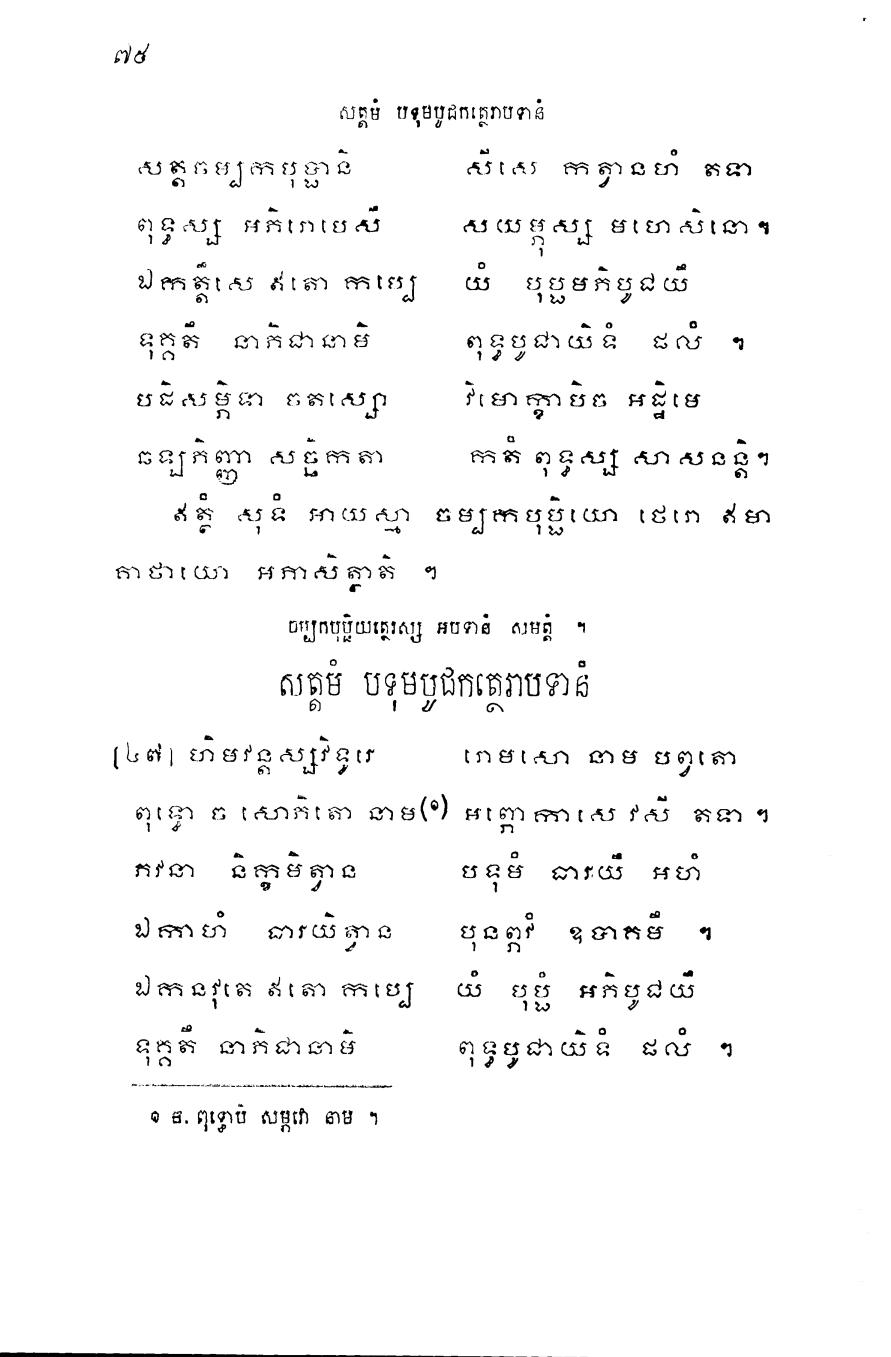 ៧៥
សត្តមំ បទុមបូជកត្ថេរាបទានំ
សត្តចម្បកបុប្ផានិ សីសេ កត្វានហំ តទា
ពុទ្ធស្ស អភិរោបេសឹ សយម្ភុស្ស មហេសិនោ។
ឯកត្តឹសេ ឥតោ កប្បេ យំ បុប្ផមភិបូជយឹ
ទុគ្គតឹ នាភិជានាមិ ពុទ្ធបូជាយិទំ ផលំ ។
បដិសម្ភិទា ចតស្សោ វិមោក្ខាបិច អដ្ឋិមេ
ឆឡភិញ្ញា សច្ឆិកតា កតំ ពុទ្ធស្ស សាសនន្តិ។
ឥត្ថំ សុទំ អាយស្មា ចម្បកបុប្ផិយោ ថេរោ ឥមា
គាថាយោ អភាសិត្ថាតិ ។
ចម្បកបុប្ផិយត្ថេរស្ស អបទានំ សមត្តំ ។
សត្តមំ បទុមបូជកត្ថេរាបទានំ
[៤៧] ហិមវន្តស្សវិទូរេ រោមសោ នាម បព្វតោ
ពុទ្ធោ ច សោភិតោ នាម(១) អព្ភោកាសេ វសី តទា ។
ភវនា និក្ខមិត្វាន បទុមំ ធារយឹ អហំ
ឯកាហំ ធារយិត្វាន បុនព្ភវំ ឧទាគមឹ ។
ឯកនវុតេ ឥតោ កប្បេ យំ បុប្ផំ អភិបូជយឹ
ទុគ្គតឹ នាភិជានាមិ ពុទ្ធបូជាយិទំ ផលំ ។
១ ឱ. ពុទ្ធោបិ សម្ភវោ នាម ។